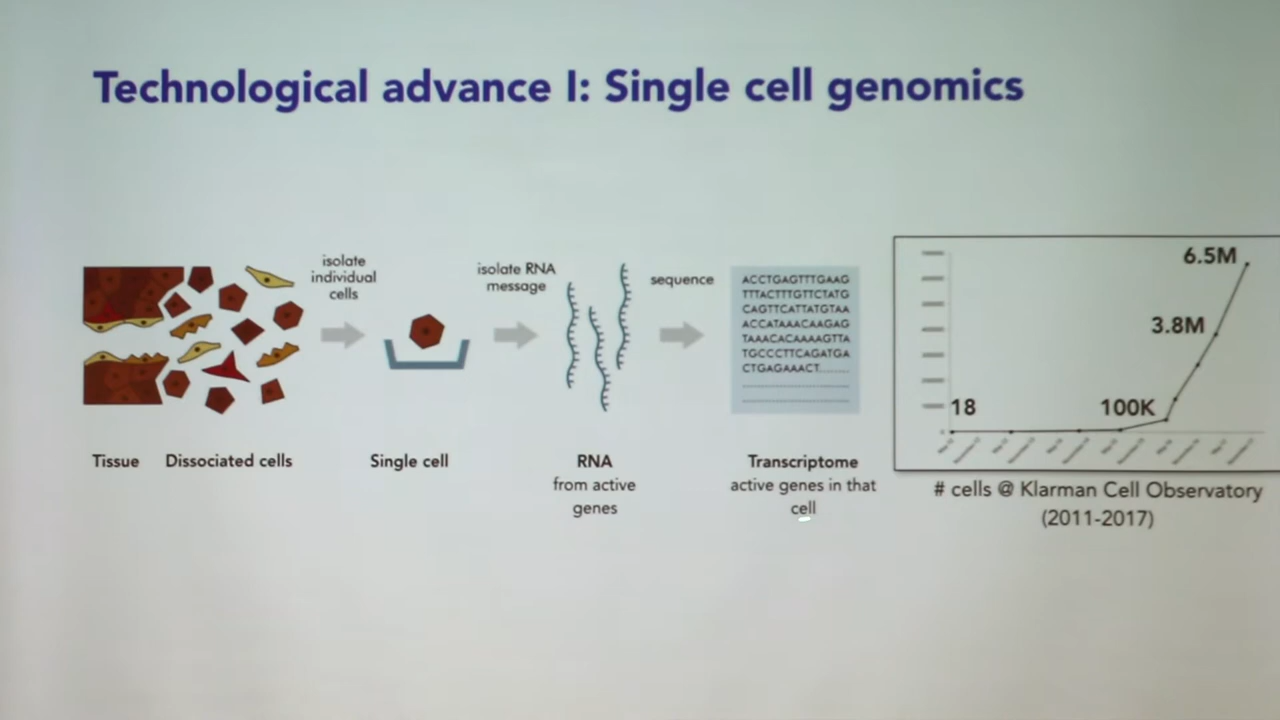 Technological advance I: Single cell genomics
isolate
individual
cells
isolate RNA
message
sequence
ACCTGAGTTTGAAG
TTTACTTTGTTCTATG
CAGTTCATTATGTAA
ACCATAAACAAGAG
TAAACACAAAAGTTA
TGCCCTTCAGATGA
CTGAGAAACT.......
Tissue
Dissociated cells
Single cell
RNA
from active
genes
Transcriptome
active genes in that
cell
6.5M
3.8M
100K
18
# cells @ Klarman Cell Observatory
(2011-2017)